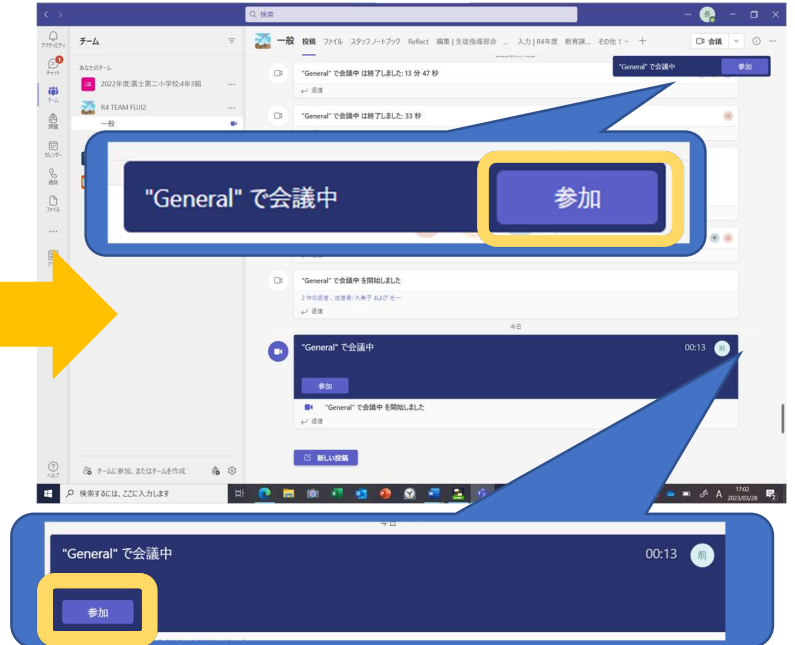 検索
アクティビティ
チーム
一般 投稿 ファイル スタッフ ノートブック Reflect 編集 | 生徒指導部会 ... 入力 | R4年度 教育課... その他 1
会議
チャット
あなたのチーム
"General" で会議中 参加
2022年度:富士第二小学校4年3組
"General" で会議中 は終了しました: 13 分 47 秒
返信
チーム
R4 TEAM FUJI2
一般
"General" で会議中 は終了しました: 33 秒
課題
カレンダー
通話
ファイル
"General" で会議中 参加
"General" で会議中 を開始しました
返信
今日
"General" で会議中 00:13 前
参加
"General" で会議中 を開始しました
返信
新しい投稿
ヘルプ
チームに参加、またはチームを作成
検索するには、ここに入力します
A
17:02
2023/03/28
今日
"General" で会議中 00:13 前
参加